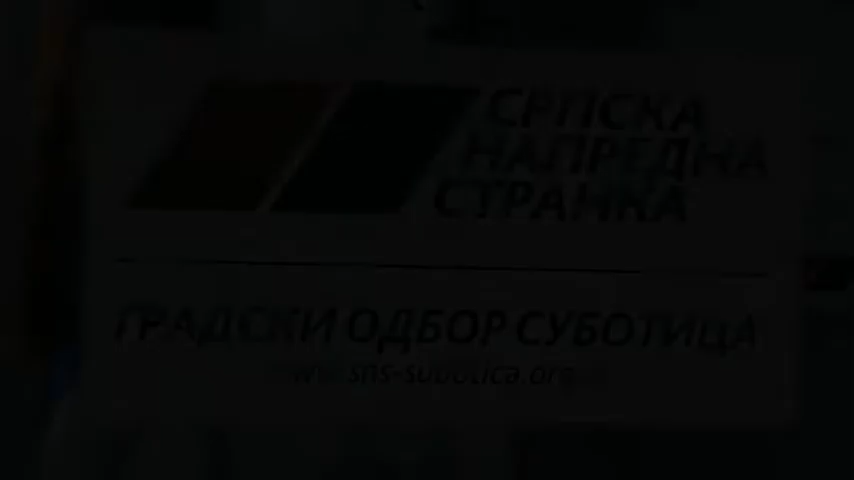 СРПСКА
НАПРЕДНА
СТРАНКА
ГРАДСКИ ОДБОР СУБОТИЦА
www.sns-subotica.org